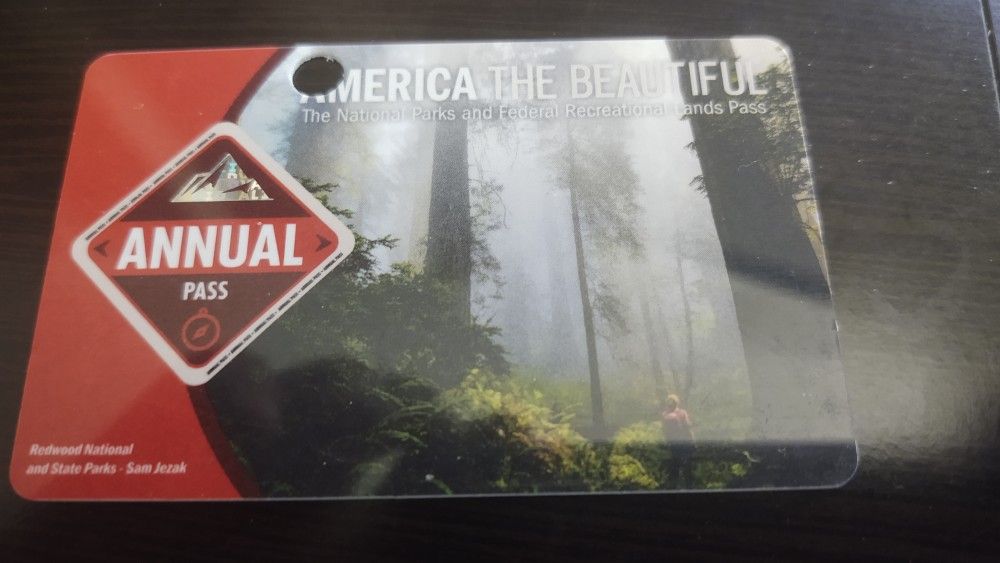 AMERICA THE BEAUTIFUL
The National Parks and Federal Recreational Lands Pass
ANNUAL
PASS
Redwood National
and State Parks - Sam Jezak